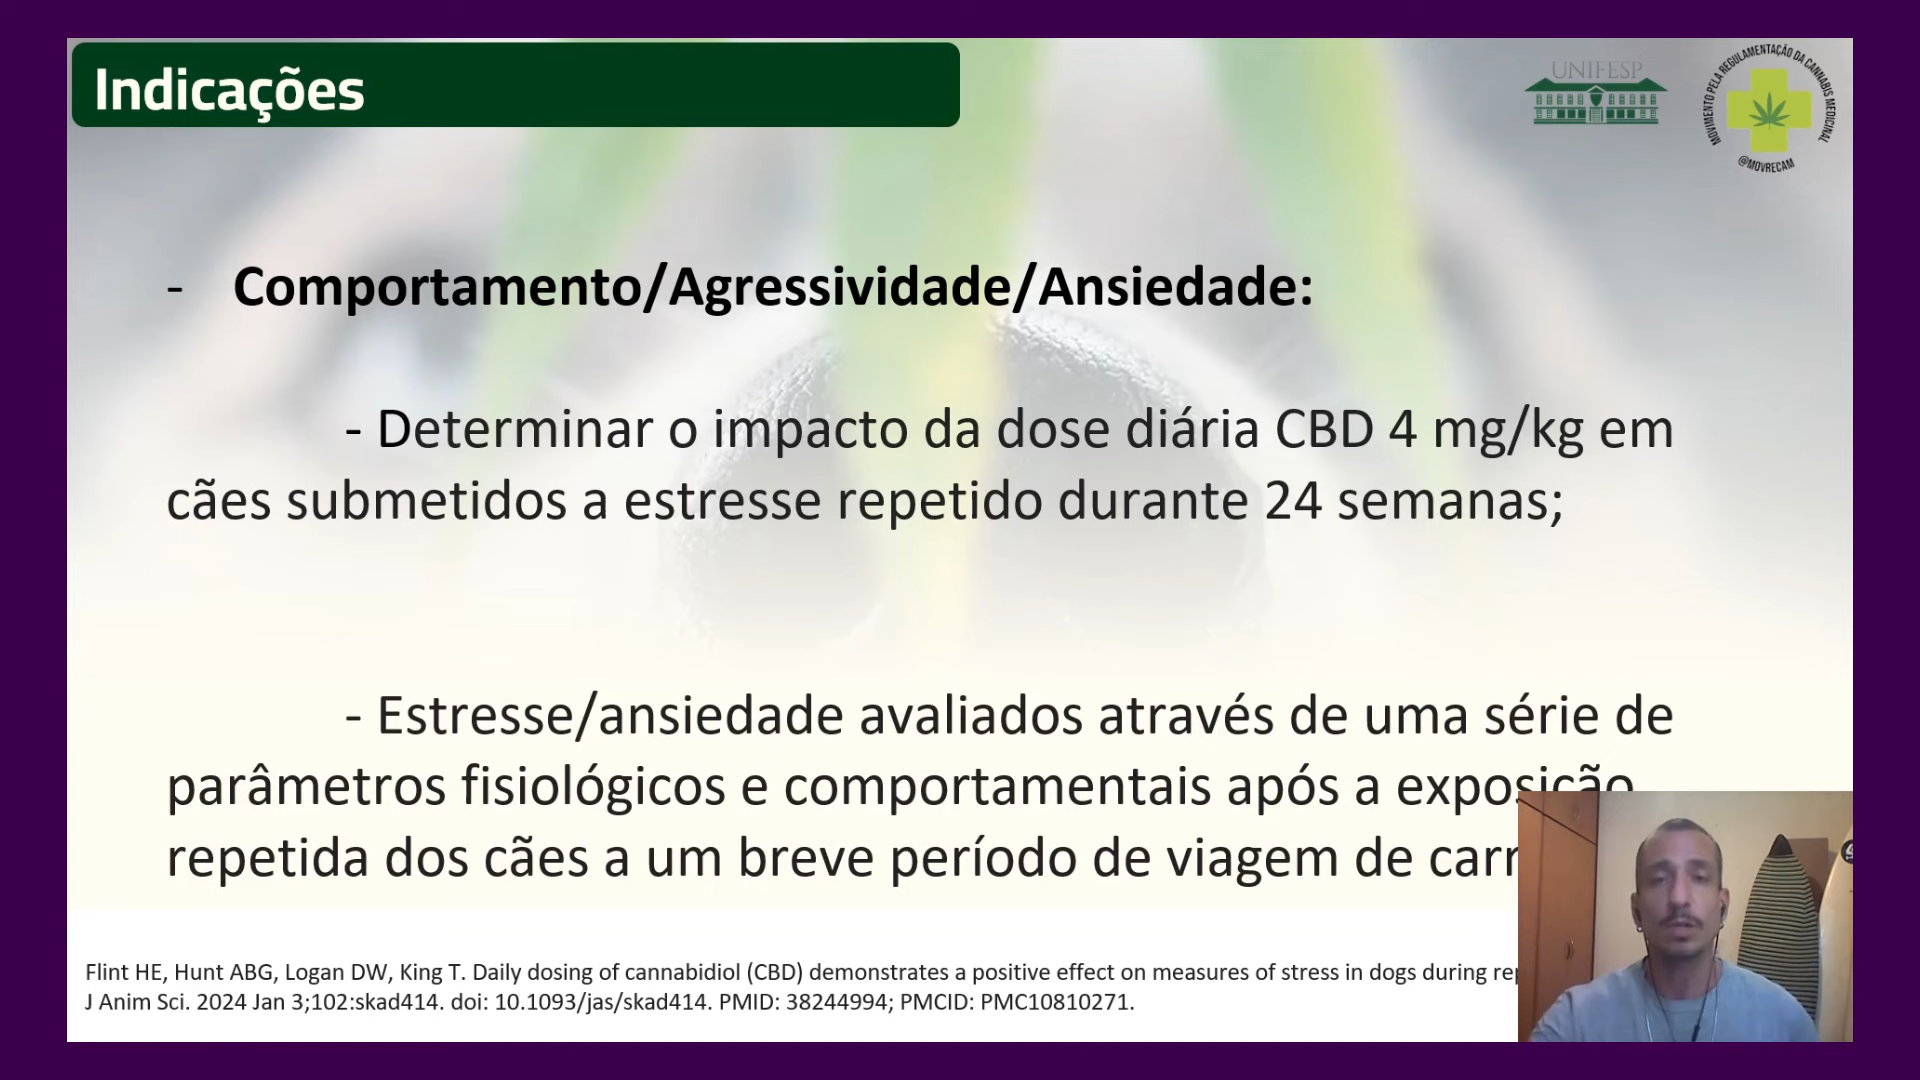 Indicações
UNIFESP
MOVIMENTO PELA REGULAMENTAÇÃO DA CANNABIS MEDICINAL
@MOVRECAM
- Comportamento/Agressividade/Ansiedade:
- Determinar o impacto da dose diária CBD 4 mg/kg em
cães submetidos a estresse repetido durante 24 semanas;
- Estresse/ansiedade avaliados através de uma série de
parâmetros fisiológicos e comportamentais após a exposição
repetida dos cães a um breve período de viagem de
Flint HE, Hunt ABG, Logan DW, King T. Daily dosing of cannabidiol (CBD) demonstrates a positive effect on measures of stress in dogs during
J Anim Sci. 2024 Jan 3;102:skad414. doi: 10.1093/jas/skad414. PMID: 38244994; PMCID: PMC10810271.